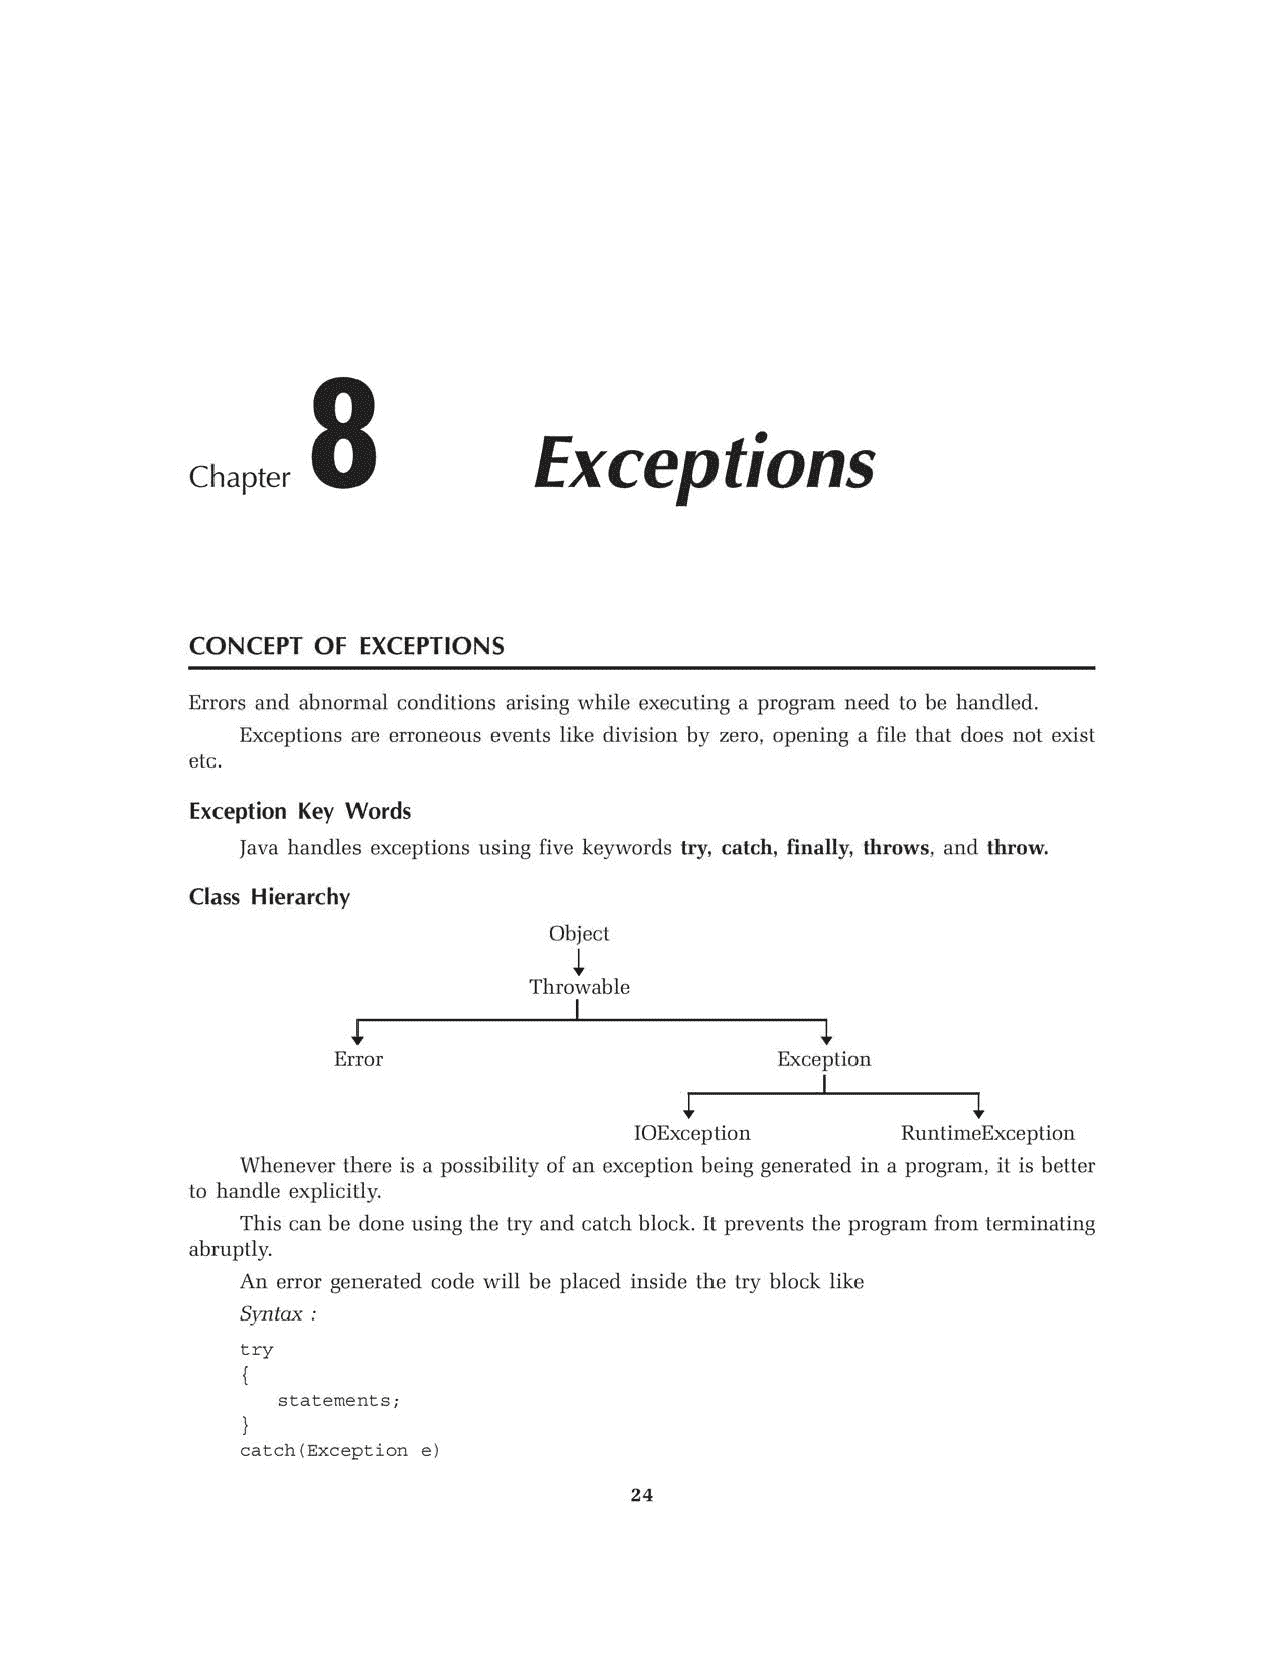 Chapter 8 Exceptions
CONCEPT OF EXCEPTIONS
Errors and abnormal conditions arising while executing a program need to be handled.
Exceptions are erroneous events like division by zero, opening a file that does not exist
etc.
Exception Key Words
Java handles exceptions using five keywords try, catch, finally, throws, and throw.
Class Hierarchy
Object
Throwable
Error Exception
IOException RuntimeException
Whenever there is a possibility of an exception being generated in a program, it is better
to handle explicitly.
This can be done using the try and catch block. It prevents the program from terminating
abruptly.
An error generated code will be placed inside the try block like
Syntax :
try
{
statements;
}
catch(Exception e)
24